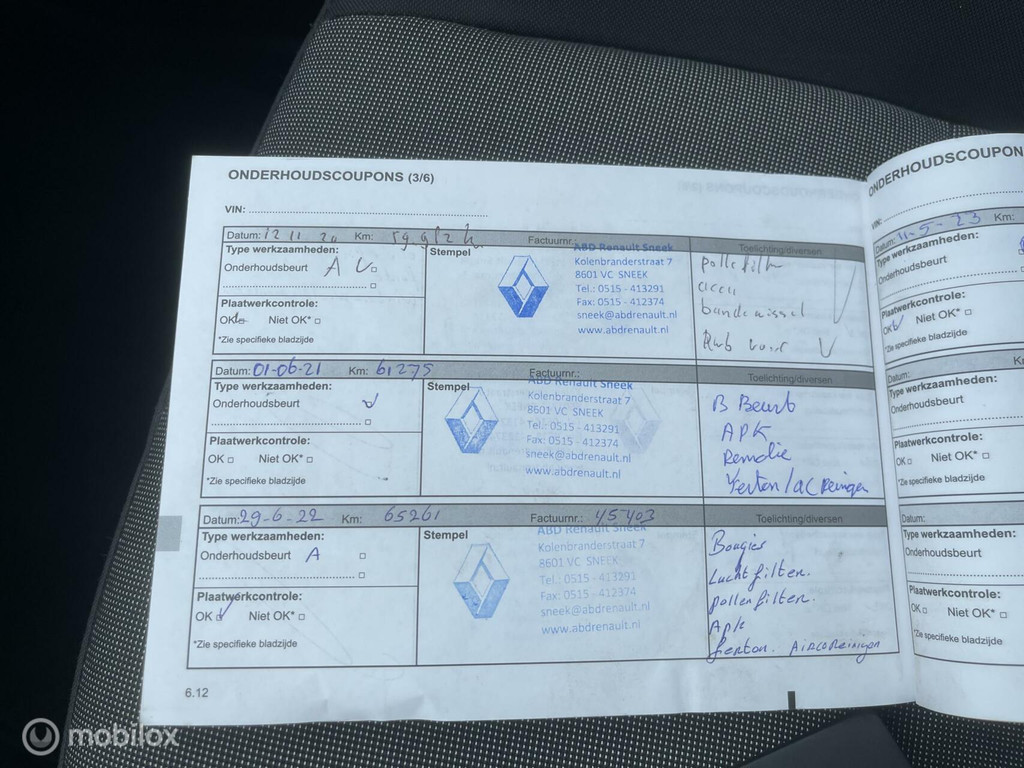 ONDERHOUDSCOUPONS (3/6)
VIN:
Datum: 12 11 20 Km: Factuurnr.: Toelichting/diversen
Type werkzaamheden:
Onderhoudsbeurt A
Plaatwerkcontrole:
OK Niet OK*
*Zie specifieke bladzijde
Stempel
ABD Renault Sneek
Kolenbranderstraat 7
8601 VC SNEEK
Tel.: 0515 - 413291
Fax: 0515 - 412374
sneek@abdrenault.nl
www.abdrenault.nl
accu
bandenwissel
voor
Datum: 01-06-21 Km: 61275 Factuurnr.: Toelichting/diversen
Type werkzaamheden:
Onderhoudsbeurt
Plaatwerkcontrole:
OK Niet OK*
*Zie specifieke bladzijde
Stempel
ABD Renault Sneek
Kolenbranderstraat 7
8601 VC SNEEK
Tel.: 0515 - 413291
Fax: 0515 - 412374
sneek@abdrenault.nl
www.abdrenault.nl
B Beurt
APK
Datum: 29-6-22 Km: 65261 Factuurnr.: 45403 Toelichting/diversen
Type werkzaamheden:
Onderhoudsbeurt A
Plaatwerkcontrole:
OK Niet OK*
*Zie specifieke bladzijde
Stempel
ABD Renault Sneek
Kolenbranderstraat 7
8601 VC SNEEK
Tel.: 0515 - 413291
Fax: 0515 - 412374
sneek@abdrenault.nl
www.abdrenault.nl
Bougies
Luchtfilter.
pollenfilter.
Apk
Aircoreinigen
6.12
ONDERHOUDSCOUPON
VIN:
Datum: -5-23 Km:
Type werkzaamheden:
Onderhoudsbeurt
Plaatwerkcontrole:
OK Niet OK*
*Zie specifieke bladzijde
Datum:
Type werkzaamheden:
Onderhoudsbeurt
Plaatwerkcontrole:
OK Niet OK*
*Zie specifieke bladzijde
Datum:
Type werkzaamheden:
Onderhoudsbeurt
Plaatwerkcontrole:
OK Niet OK*
*Zie specifieke bladzijde
mobilox